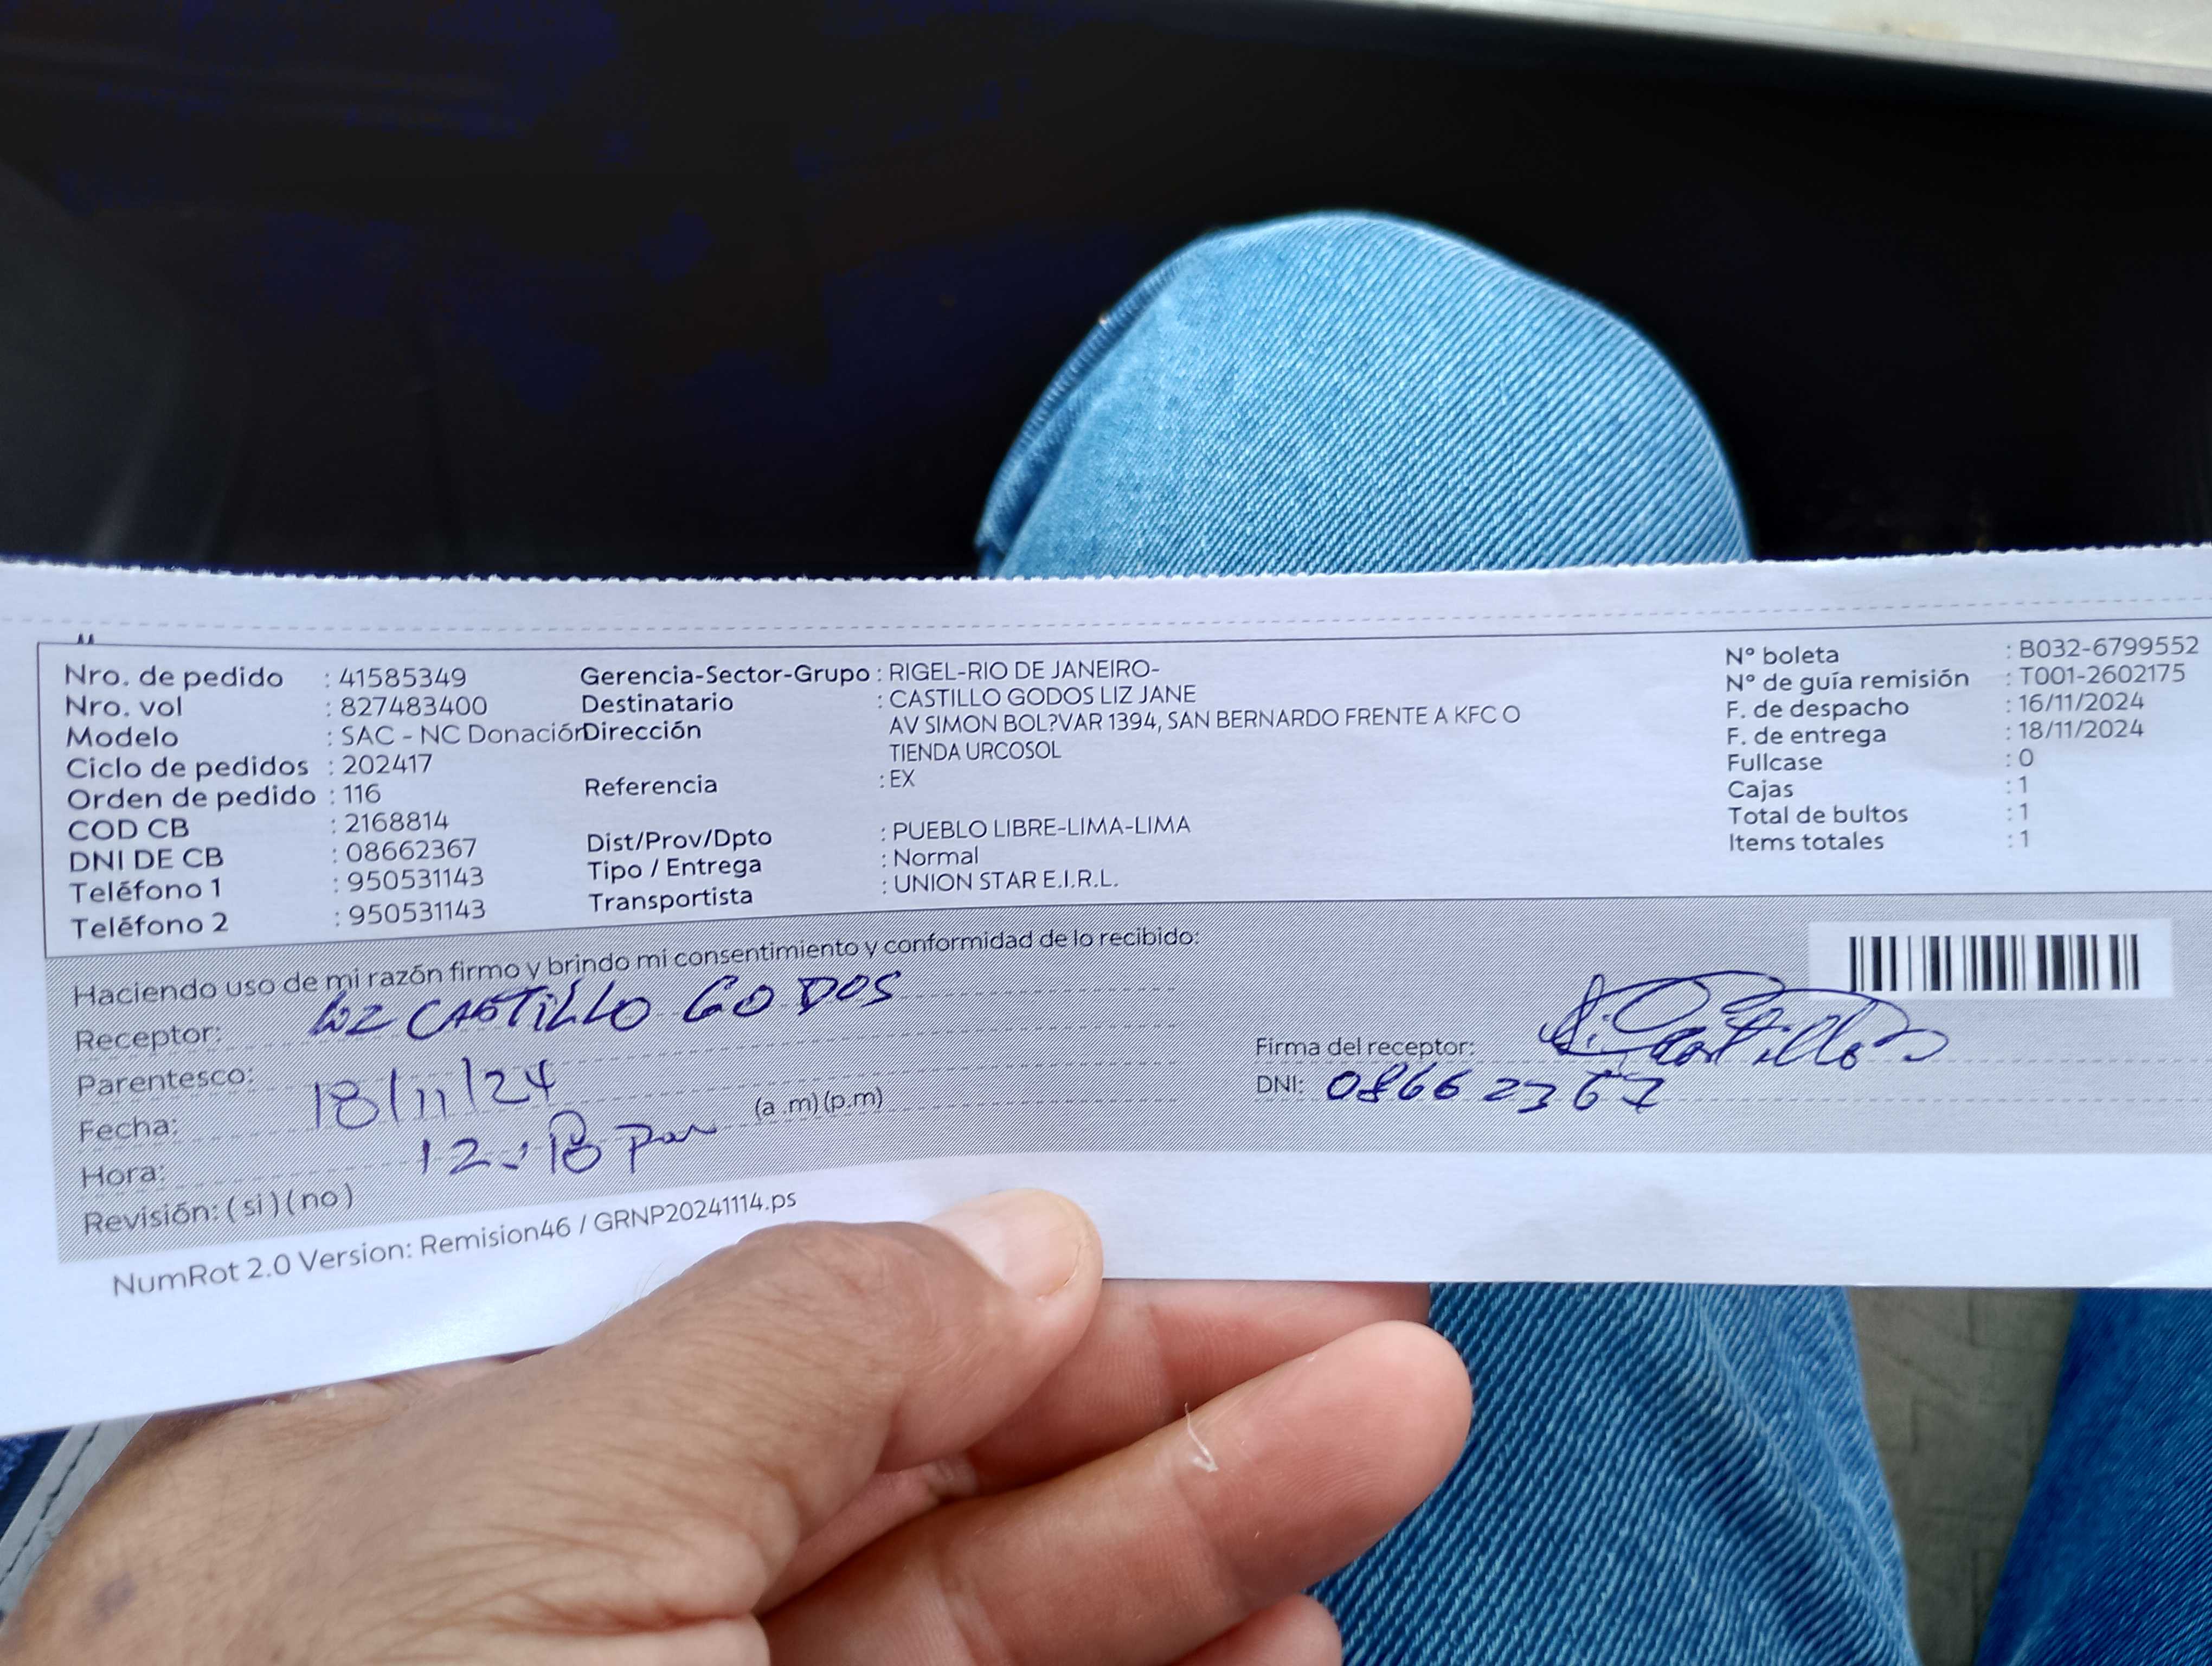 Nro. de pedido : 41585349
Nro. vol : 827483400
Modelo : SAC - NC Donación
Ciclo de pedidos : 202417
Orden de pedido : 116
COD CB : 2168814
DNI DE CB : 08662367
Teléfono 1 : 950531143
Teléfono 2 : 950531143
Gerencia-Sector-Grupo : RIGEL-RIO DE JANEIRO-
Destinatario : CASTILLO GODOS LIZ JANE
Dirección AV SIMON BOL?VAR 1394, SAN BERNARDO FRENTE A KFC O
TIENDA URCOSOL
Referencia : EX
Dist/Prov/Dpto : PUEBLO LIBRE-LIMA-LIMA
Tipo / Entrega : Normal
Transportista : UNION STAR E.I.R.L.
N° boleta : B032-6799552
N° de guía remisión : T001-2602175
F. de despacho : 16/11/2024
F. de entrega : 18/11/2024
Fullcase : 0
Cajas : 1
Total de bultos : 1
Items totales : 1
Haciendo uso de mi razón firmo y brindo mi consentimiento y conformidad de lo recibido:
Receptor: CASTILLO GODOS
Parentesco:
Fecha: 18/11/24
Hora: (a .m) (p.m)
Revisión: ( si ) ( no )
Firma del receptor: Castillo
DNI: 08662367
NumRot 2.0 Version: Remision46 / GRNP20241114.ps